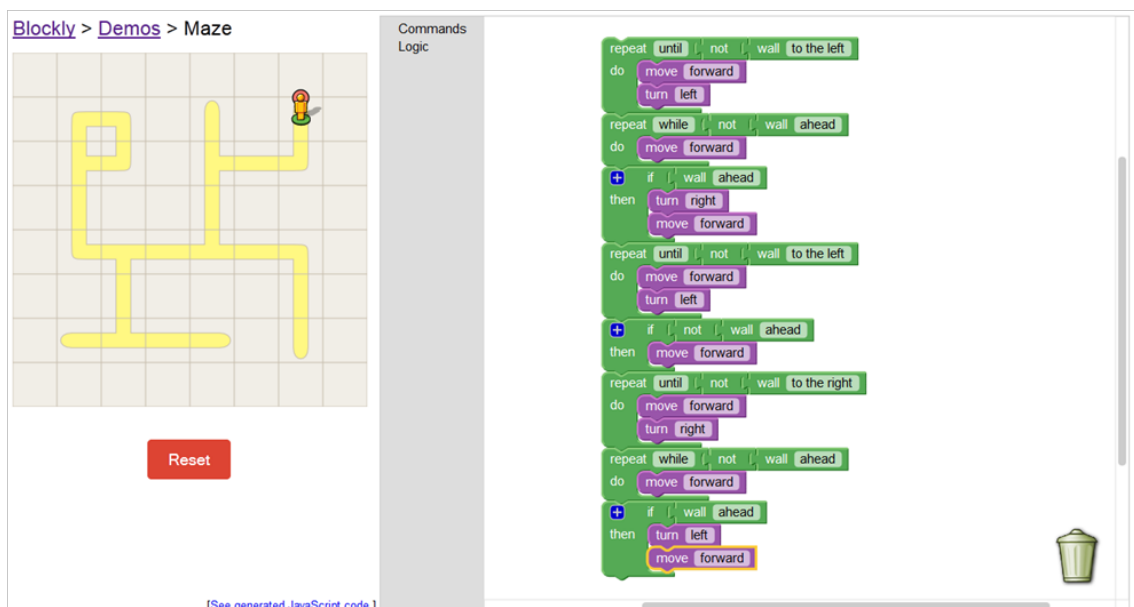 Blockly > Demos > Maze
Reset
[See generated JavaScript code.]
Commands
Logic
repeat until not wall to the left
do move forward
turn left
repeat while not wall ahead
do move forward
if wall ahead
then turn right
move forward
repeat until not wall to the left
do move forward
turn left
if not wall ahead
then move forward
repeat until not wall to the right
do move forward
turn right
repeat while not wall ahead
do move forward
if wall ahead
then turn left
move forward